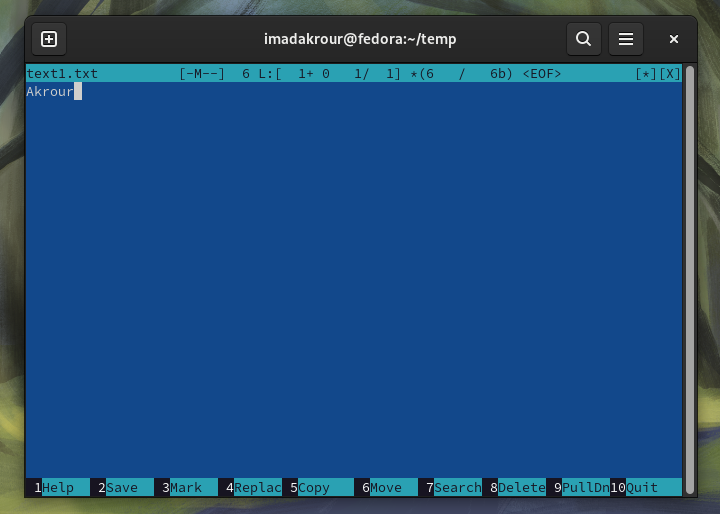 imadakrour@fedora:~/temp
text1.txt [-M--] 6 L:[ 1+ 0 1/ 1] *(6 / 6b) <EOF> [*][X]
Akrour
1Help 2Save 3Mark 4Replac 5Copy 6Move 7Search 8Delete 9PullDn 10Quit